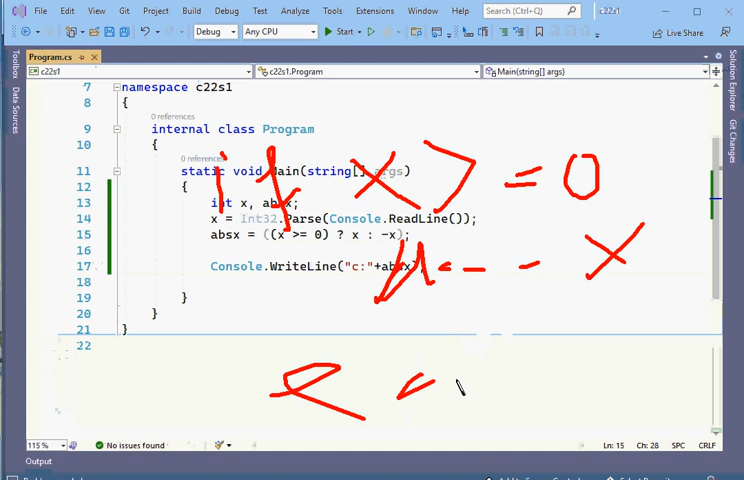 File Edit View Git Project Build Debug Test Analyze Tools Extensions Window Help Search (Ctrl+Q) c22s1
Debug Any CPU Start Live Share
Program.cs
c22s1 c22s1.Program Main(string[] args)
Toolbox
Data Sources
Solution Explorer
Git Changes
7 namespace c22s1
8 {
0 references
9 internal class Program
10 {
0 references
11 static void Main(string[] args)
12 {
13 int x, absx;
14 x = Int32.Parse(Console.ReadLine());
15 absx = ((x >= 0) ? x : -x);
16
17 Console.WriteLine("c:"+absx);
18
19 }
20 }
21 }
22
if x>=0
x
115 % No issues found Ln: 15 Ch: 28 SPC CRLF
Output